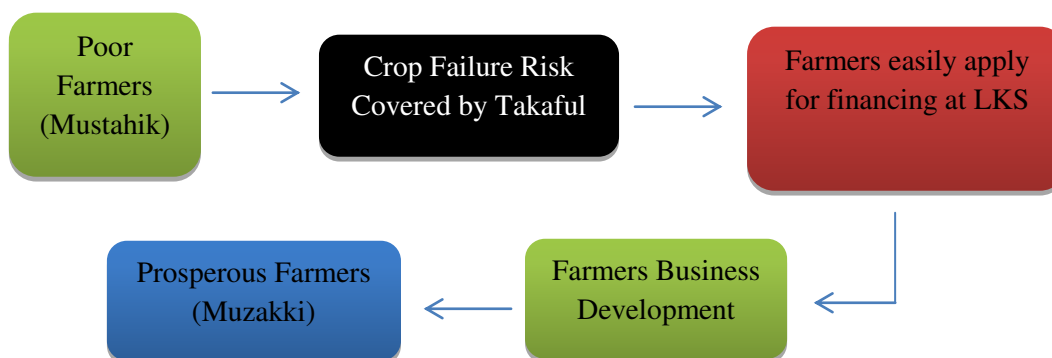 Poor
Farmers
(Mustahik)
Crop Failure Risk
Covered by Takaful
Farmers easily apply
for financing at LKS
Farmers Business
Development
Prosperous Farmers
(Muzakki)